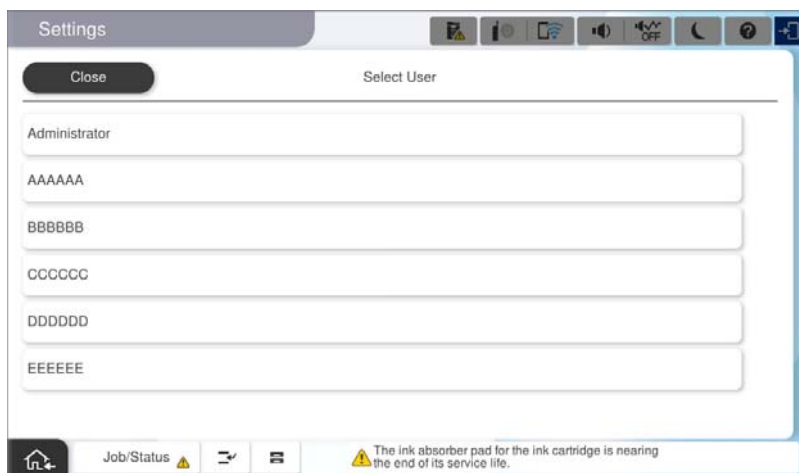 Settings
OFF
?
Close
Select User
Administrator
AAAAAA
BBBBBB
CCCCCC
DDDDDD
EEEEEE
Job/Status
The ink absorber pad for the ink cartridge is nearing
the end of its service life.